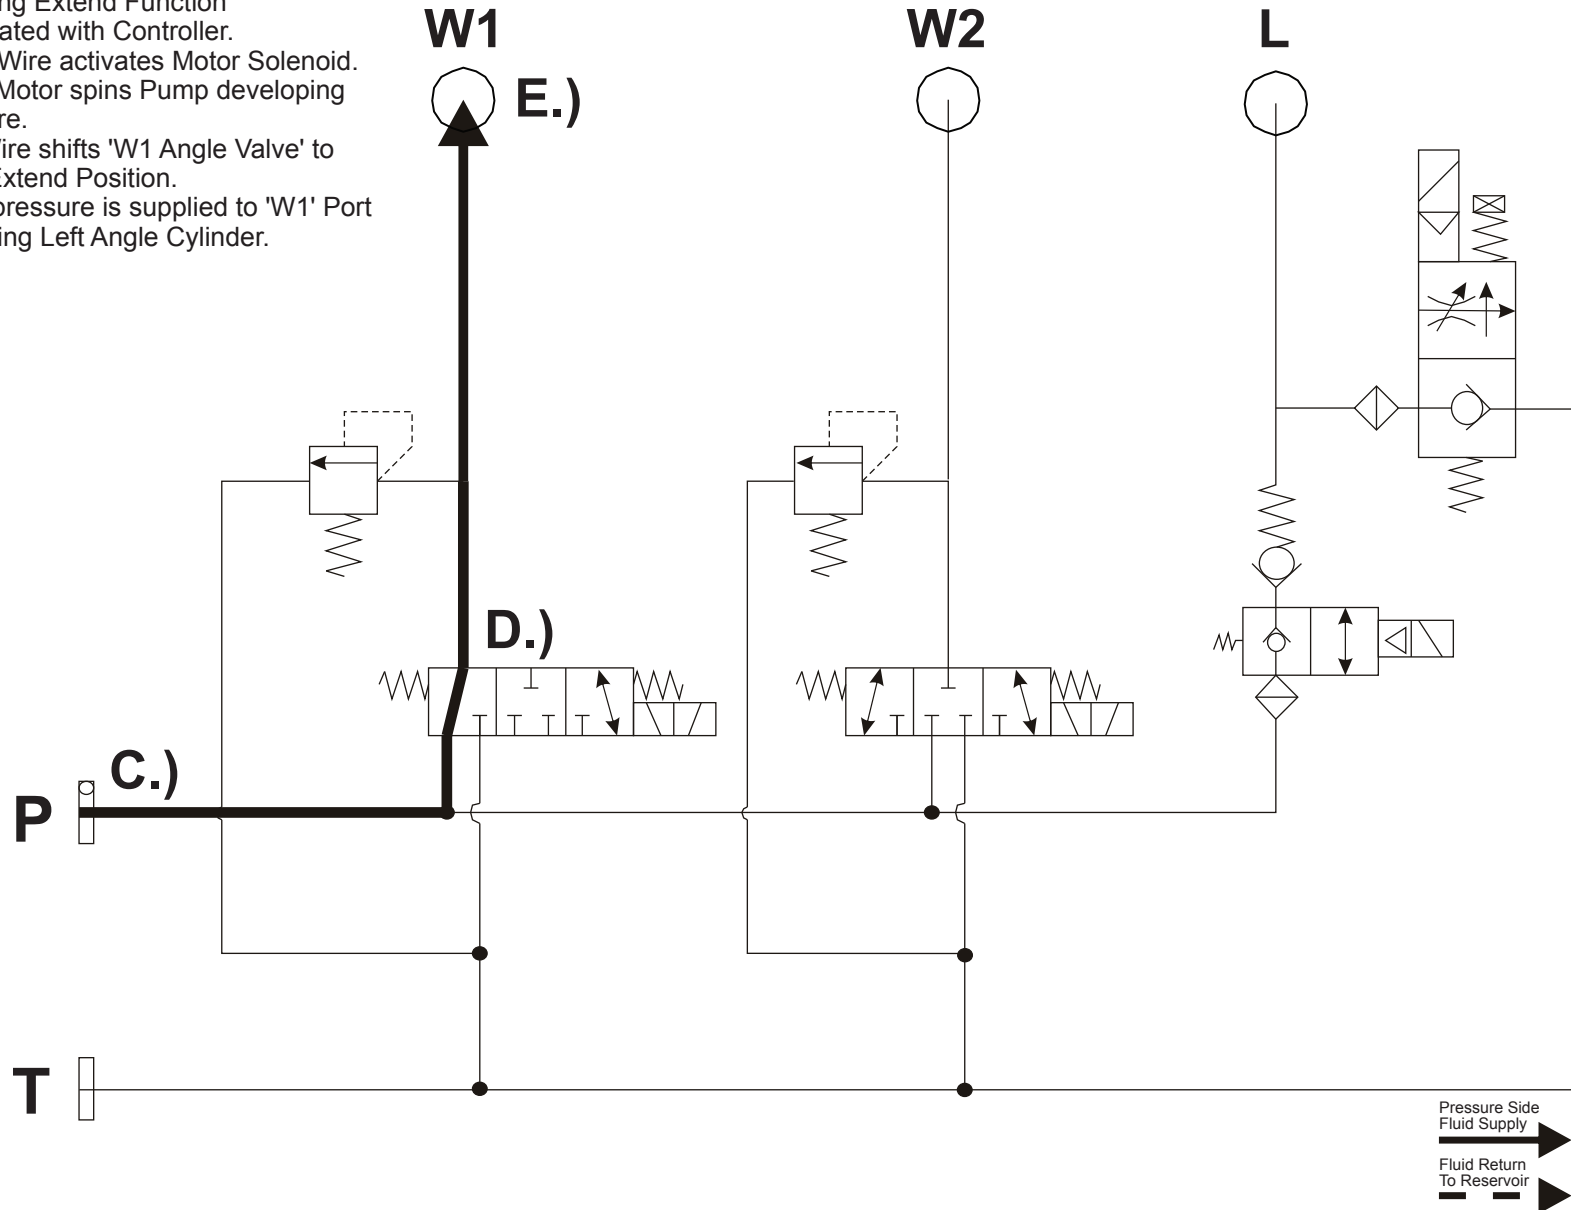 ng Extend Function
ated with Controller.
Wire activates Motor Solenoid.
Motor spins Pump developing
re.
ire shifts 'W1 Angle Valve' to
Extend Position.
pressure is supplied to 'W1' Port
ing Left Angle Cylinder.
W1
W2
L
E.)
D.)
C.)
P
T
Pressure Side
Fluid Supply
Fluid Return
To Reservoir